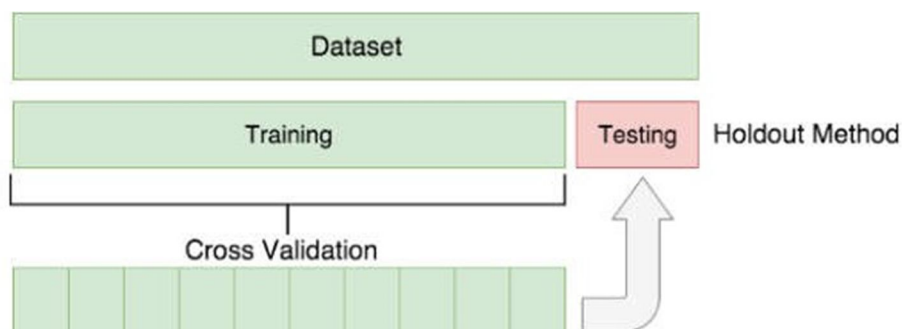 Dataset
Training
Testing
Holdout Method
Cross Validation